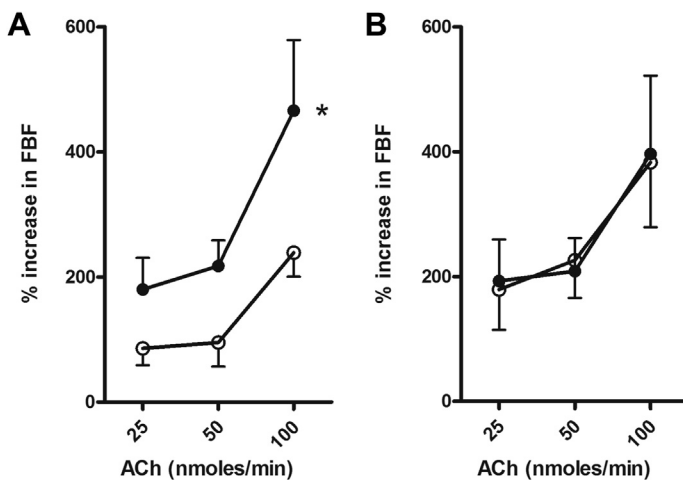 A
600
400
200
0
% increase in FBF
*
25
50
100
ACh (nmoles/min)
B
600
400
200
0
% increase in FBF
25
50
100
ACh (nmoles/min)